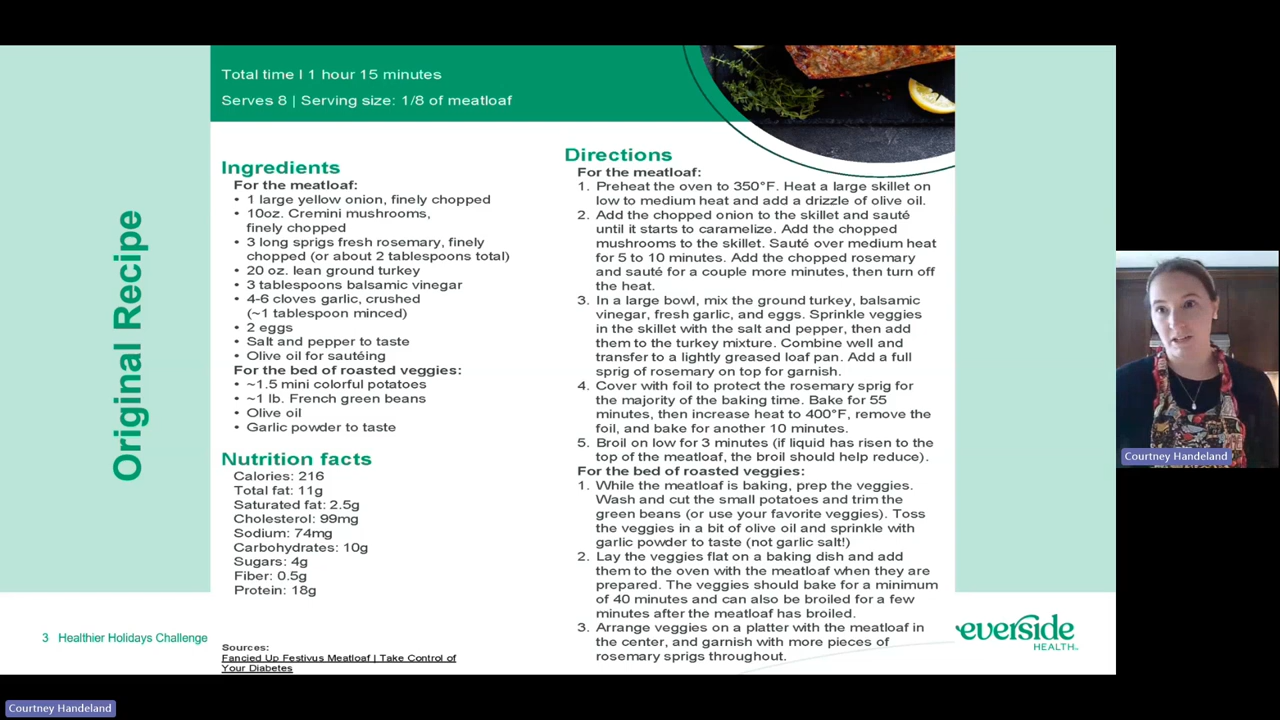 Total time l 1 hour 15 minutes
Serves 8 | Serving size: 1/8 of meatloaf
Original Recipe
Ingredients
For the meatloaf:
• 1 large yellow onion, finely chopped
• 10oz. Cremini mushrooms,
finely chopped
• 3 long sprigs fresh rosemary, finely
chopped (or about 2 tablespoons total)
• 20 oz. lean ground turkey
• 3 tablespoons balsamic vinegar
• 4-6 cloves garlic, crushed
(~1 tablespoon minced)
• 2 eggs
• Salt and pepper to taste
• Olive oil for sautéing
For the bed of roasted veggies:
• ~1.5 mini colorful potatoes
• ~1 lb. French green beans
• Olive oil
• Garlic powder to taste
Nutrition facts
Calories: 216
Total fat: 11g
Saturated fat: 2.5g
Cholesterol: 99mg
Sodium: 74mg
Carbohydrates: 10g
Sugars: 4g
Fiber: 0.5g
Protein: 18g
Sources:
Fancied Up Festivus Meatloaf | Take Control of
Your Diabetes
Directions
For the meatloaf:
1. Preheat the oven to 350°F. Heat a large skillet on
low to medium heat and add a drizzle of olive oil.
2. Add the chopped onion to the skillet and sauté
until it starts to caramelize. Add the chopped
mushrooms to the skillet. Sauté over medium heat
for 5 to 10 minutes. Add the chopped rosemary
and sauté for a couple more minutes, then turn off
the heat.
3. In a large bowl, mix the ground turkey, balsamic
vinegar, fresh garlic, and eggs. Sprinkle veggies
in the skillet with the salt and pepper, then add
them to the turkey mixture. Combine well and
transfer to a lightly greased loaf pan. Add a full
sprig of rosemary on top for garnish.
4. Cover with foil to protect the rosemary sprig for
the majority of the baking time. Bake for 55
minutes, then increase heat to 400°F, remove the
foil, and bake for another 10 minutes.
5. Broil on low for 3 minutes (if liquid has risen to the
top of the meatloaf, the broil should help reduce).
For the bed of roasted veggies:
1. While the meatloaf is baking, prep the veggies.
Wash and cut the small potatoes and trim the
green beans (or use your favorite veggies). Toss
the veggies in a bit of olive oil and sprinkle with
garlic powder to taste (not garlic salt!)
2. Lay the veggies flat on a baking dish and add
them to the oven with the meatloaf when they are
prepared. The veggies should bake for a minimum
of 40 minutes and can also be broiled for a few
minutes after the meatloaf has broiled.
3. Arrange veggies on a platter with the meatloaf in
the center, and garnish with more pieces of
rosemary sprigs throughout.
3 Healthier Holidays Challenge
everside
HEALTH
Courtney Handeland
Courtney Handeland